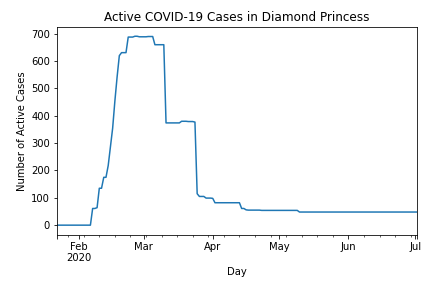 Active COVID-19 Cases in Diamond Princess
Number of Active Cases
700
600
500
400
300
200
100
0
Feb Mar Apr May Jun Jul
2020
Day